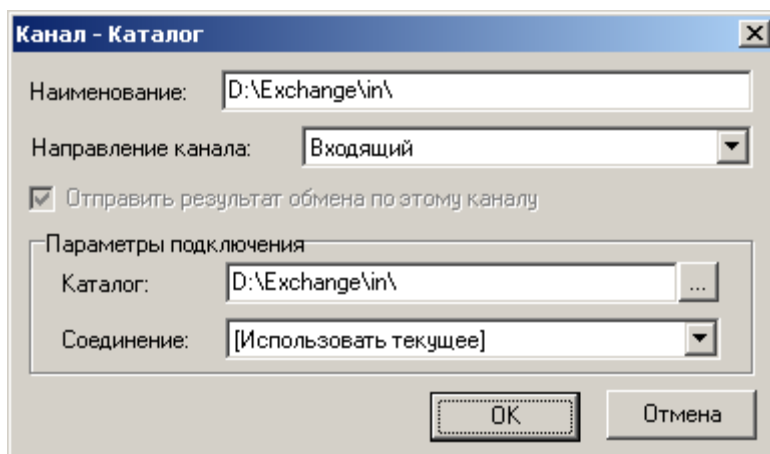 Канал - Каталог
Наименование: D:\Exchange\in\
Направление канала: Входящий
Отправить результат обмена по этому каналу
Параметры подключения
Каталог: D:\Exchange\in\ ...
Соединение: [Использовать текущее]
OK Отмена